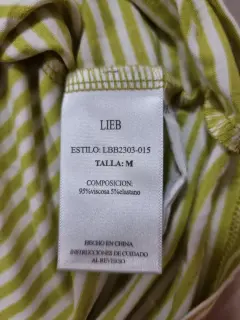 LIEB
ESTILO: LBB2303-015
TALLA: M
COMPOSICION:
95%viscosa 5%elastano
HECHO EN CHINA
INSTRUCCIONES DE CUIDADO
AL REVERSO